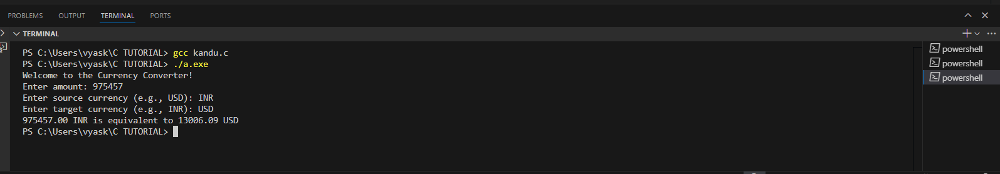 PROBLEMS OUTPUT TERMINAL PORTS
TERMINAL
PS C:\Users\vyask\C TUTORIAL> gcc kandu.c
PS C:\Users\vyask\C TUTORIAL> ./a.exe
Welcome to the Currency Converter!
Enter amount: 975457
Enter source currency (e.g., USD): INR
Enter target currency (e.g., INR): USD
975457.00 INR is equivalent to 13006.09 USD
PS C:\Users\vyask\C TUTORIAL>
powershell
powershell
powershell